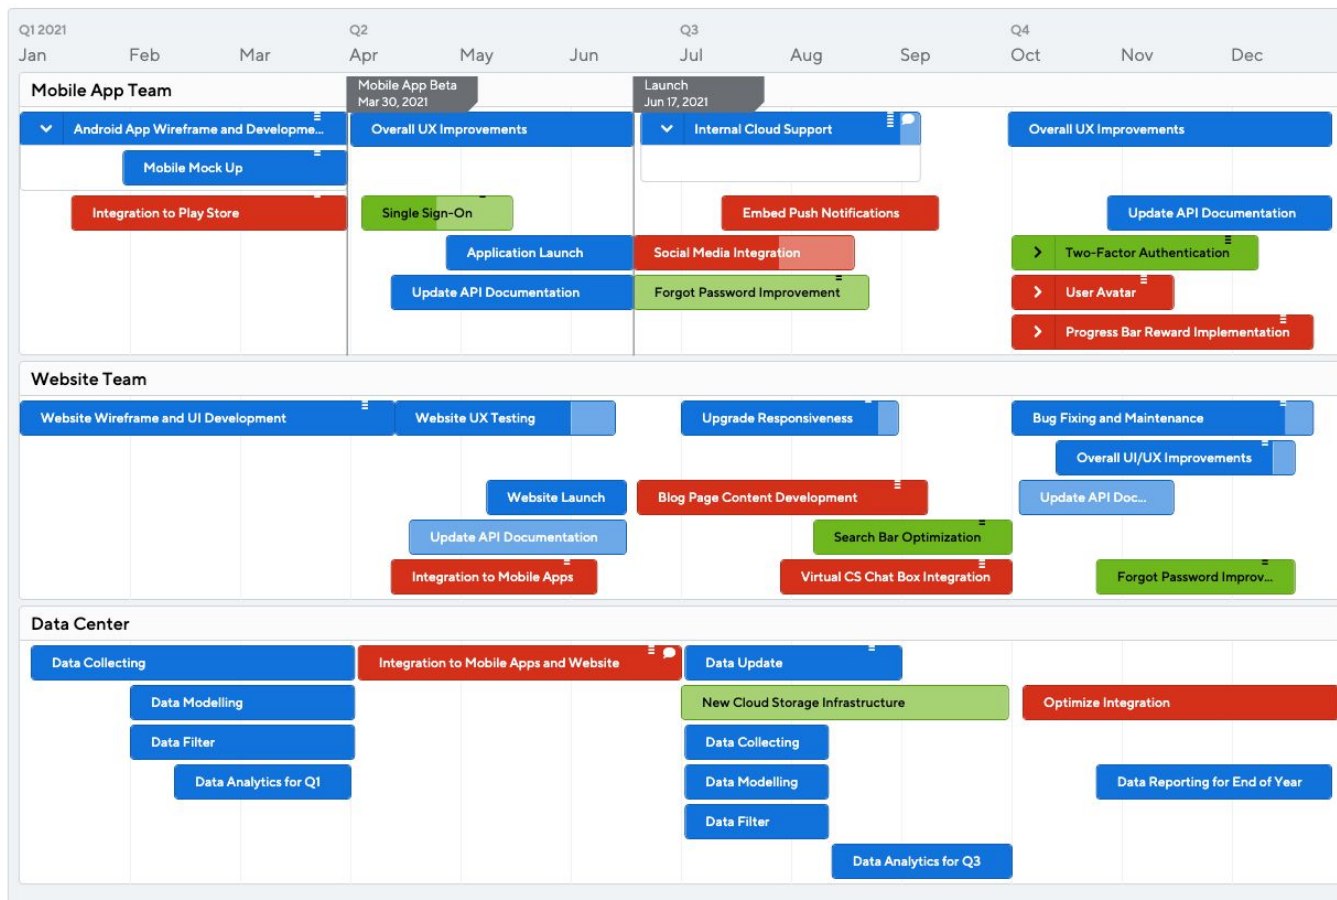 Q1 2021 Q2 Q3 Q4
Jan Feb Mar Apr May Jun Jul Aug Sep Oct Nov Dec
Mobile App Team
Mobile App Beta
Mar 30, 2021
Launch
Jun 17, 2021
Android App Wireframe and Developme... Overall UX Improvements Internal Cloud Support Overall UX Improvements
Mobile Mock Up
Integration to Play Store Single Sign-On Embed Push Notifications Update API Documentation
Application Launch Social Media Integration Two-Factor Authentication
Update API Documentation Forgot Password Improvement User Avatar
Progress Bar Reward Implementation
Website Team
Website Wireframe and UI Development Website UX Testing Upgrade Responsiveness Bug Fixing and Maintenance
Overall UI/UX Improvements
Website Launch Blog Page Content Development Update API Doc...
Update API Documentation Search Bar Optimization
Integration to Mobile Apps Virtual CS Chat Box Integration Forgot Password Improv...
Data Center
Data Collecting Integration to Mobile Apps and Website Data Update
Data Modelling New Cloud Storage Infrastructure Optimize Integration
Data Filter Data Collecting
Data Analytics for Q1 Data Modelling Data Reporting for End of Year
Data Filter
Data Analytics for Q3